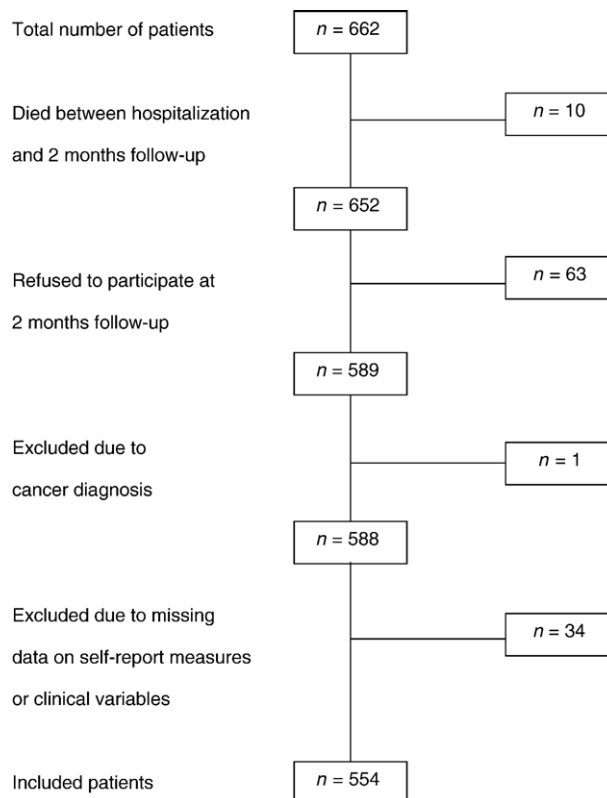 Total number of patients
n = 662
Died between hospitalization
and 2 months follow-up
n = 10
n = 652
Refused to participate at
2 months follow-up
n = 63
n = 589
Excluded due to
cancer diagnosis
n = 1
n = 588
Excluded due to missing
data on self-report measures
or clinical variables
n = 34
Included patients
n = 554